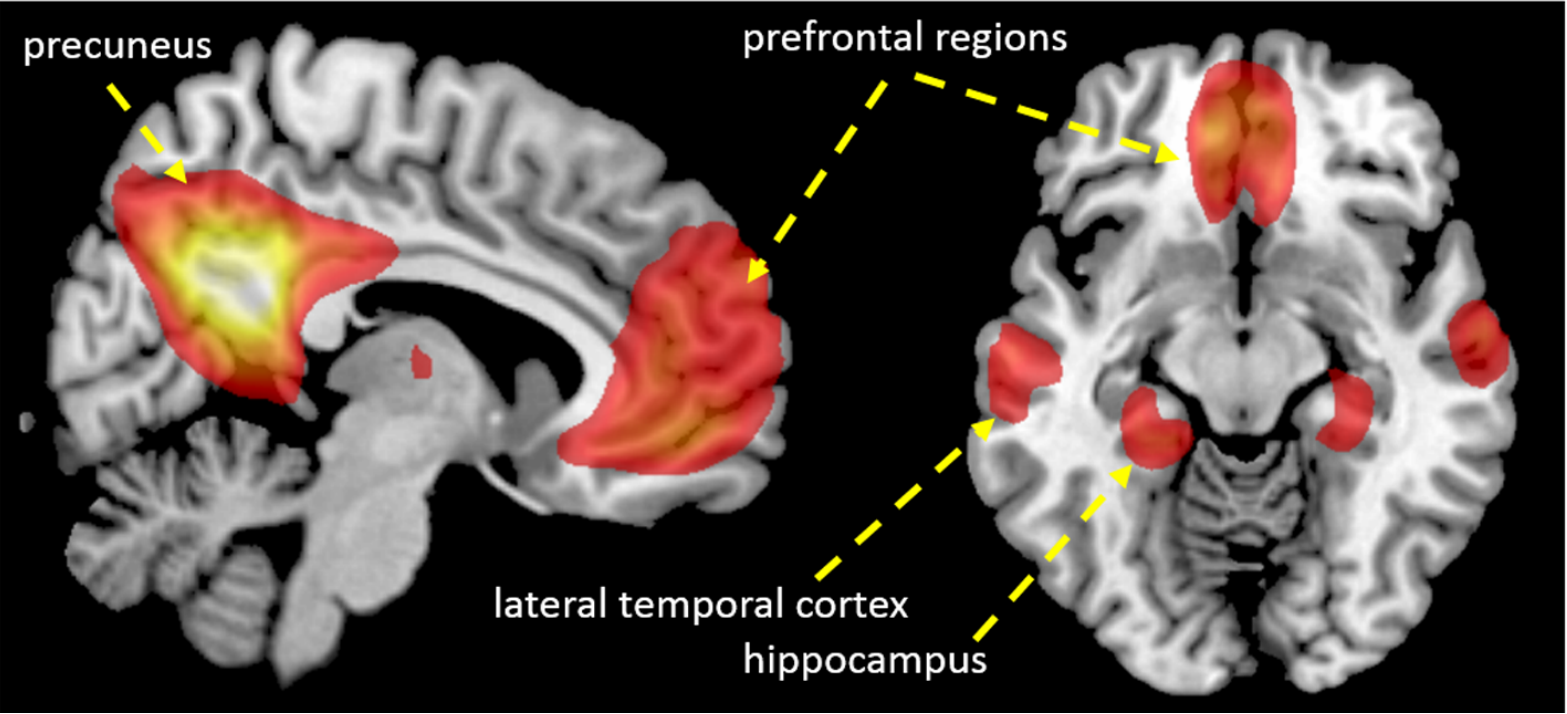 precuneus
prefrontal regions
lateral temporal cortex
hippocampus